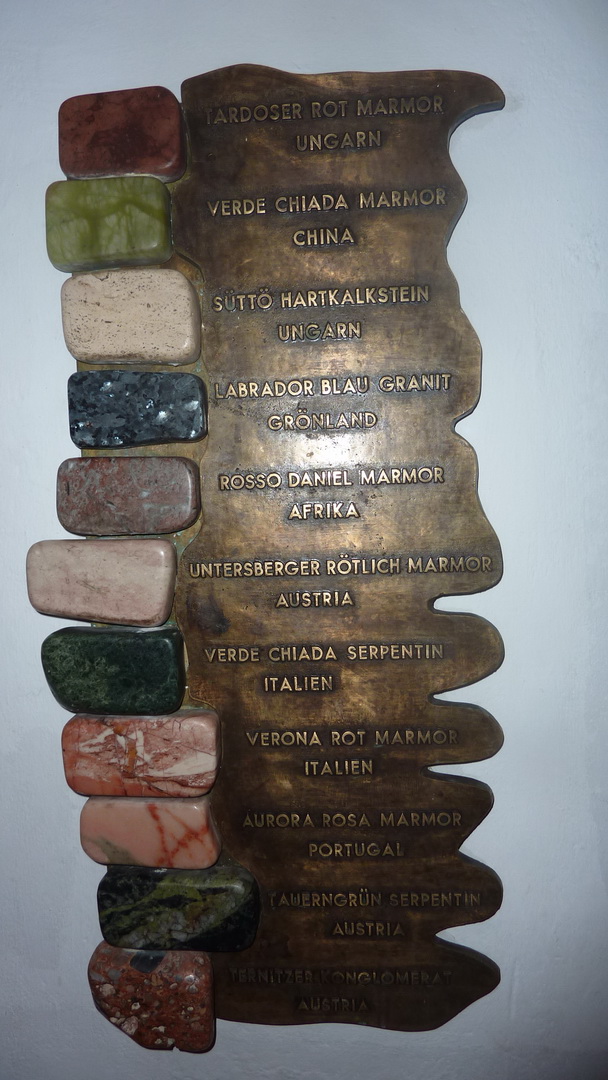 TARDOSER ROT MARMOR
UNGARN
VERDE CHIADA MARMOR
CHINA
SÜTTÖ HARTKALKSTEIN
UNGARN
LABRADOR BLAU GRANIT
GRÖNLAND
ROSSO DANIEL MARMOR
AFRIKA
UNTERSBERGER RÖTLICH MARMOR
AUSTRIA
VERDE CHIADA SERPENTIN
ITALIEN
VERONA ROT MARMOR
ITALIEN
AURORA ROSA MARMOR
PORTUGAL
TAUERNGRÜN SERPENTIN
AUSTRIA
TERNITZER KONGLOMERAT
AUSTRIA